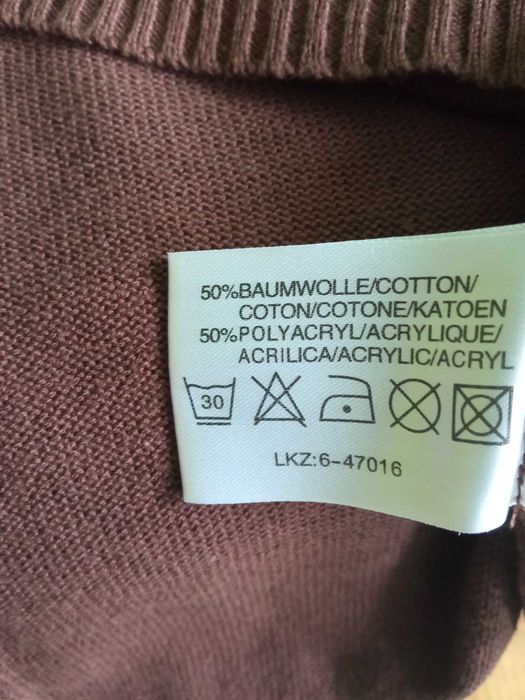 50%BAUMWOLLE/COTTON/
COTON/COTONE/KATOEN
50%POLYACRYL/ACRYLIQUE/
ACRILICA/ACRYLIC/ACRYL
30
LKZ:6-47016